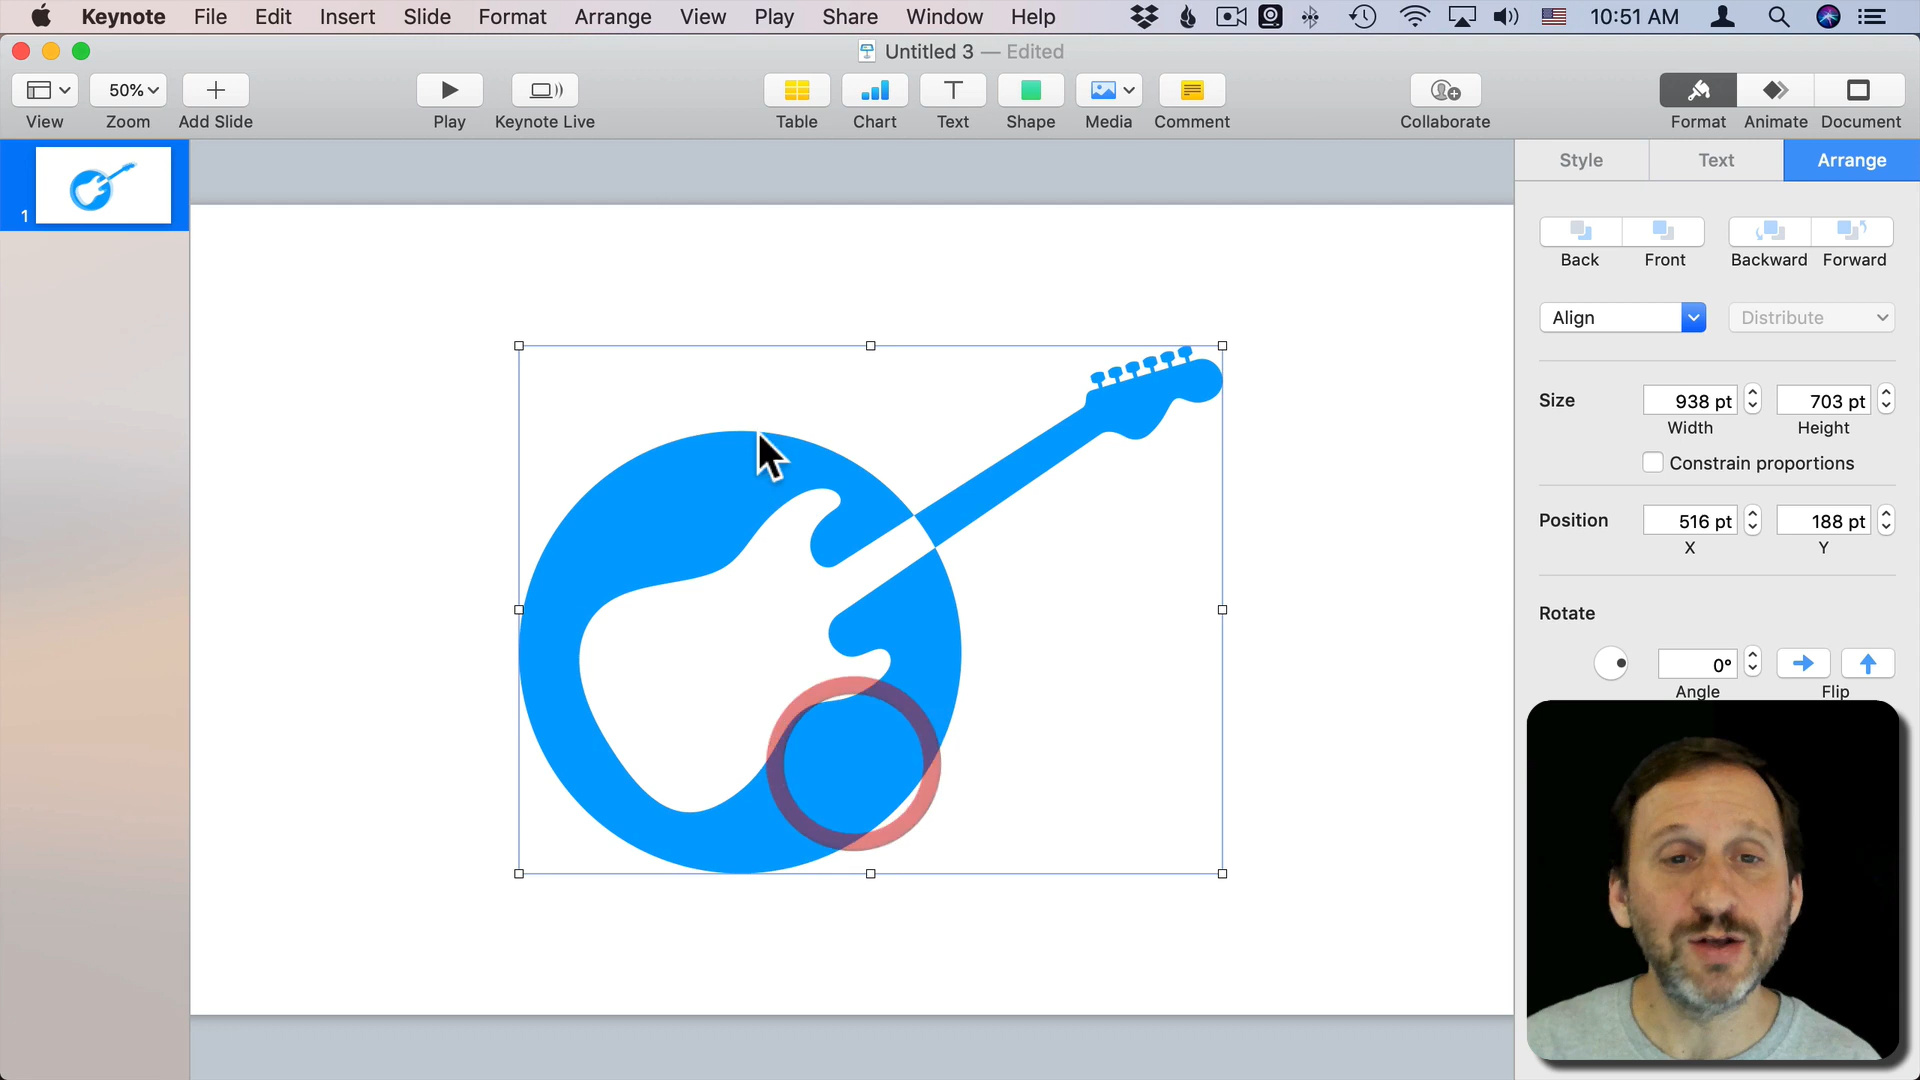 Keynote File Edit Insert Slide Format Arrange View Play Share Window Help 10:51 AM
Untitled 3 — Edited
50%
View Zoom Add Slide Play Keynote Live Table Chart Text Shape Media Comment Collaborate Format Animate Document
1
Style Text Arrange
Back Front Backward Forward
Align Distribute
Size 938 pt 703 pt
Width Height
Constrain proportions
Position 516 pt 188 pt
X Y
Rotate
0°
Angle Flip